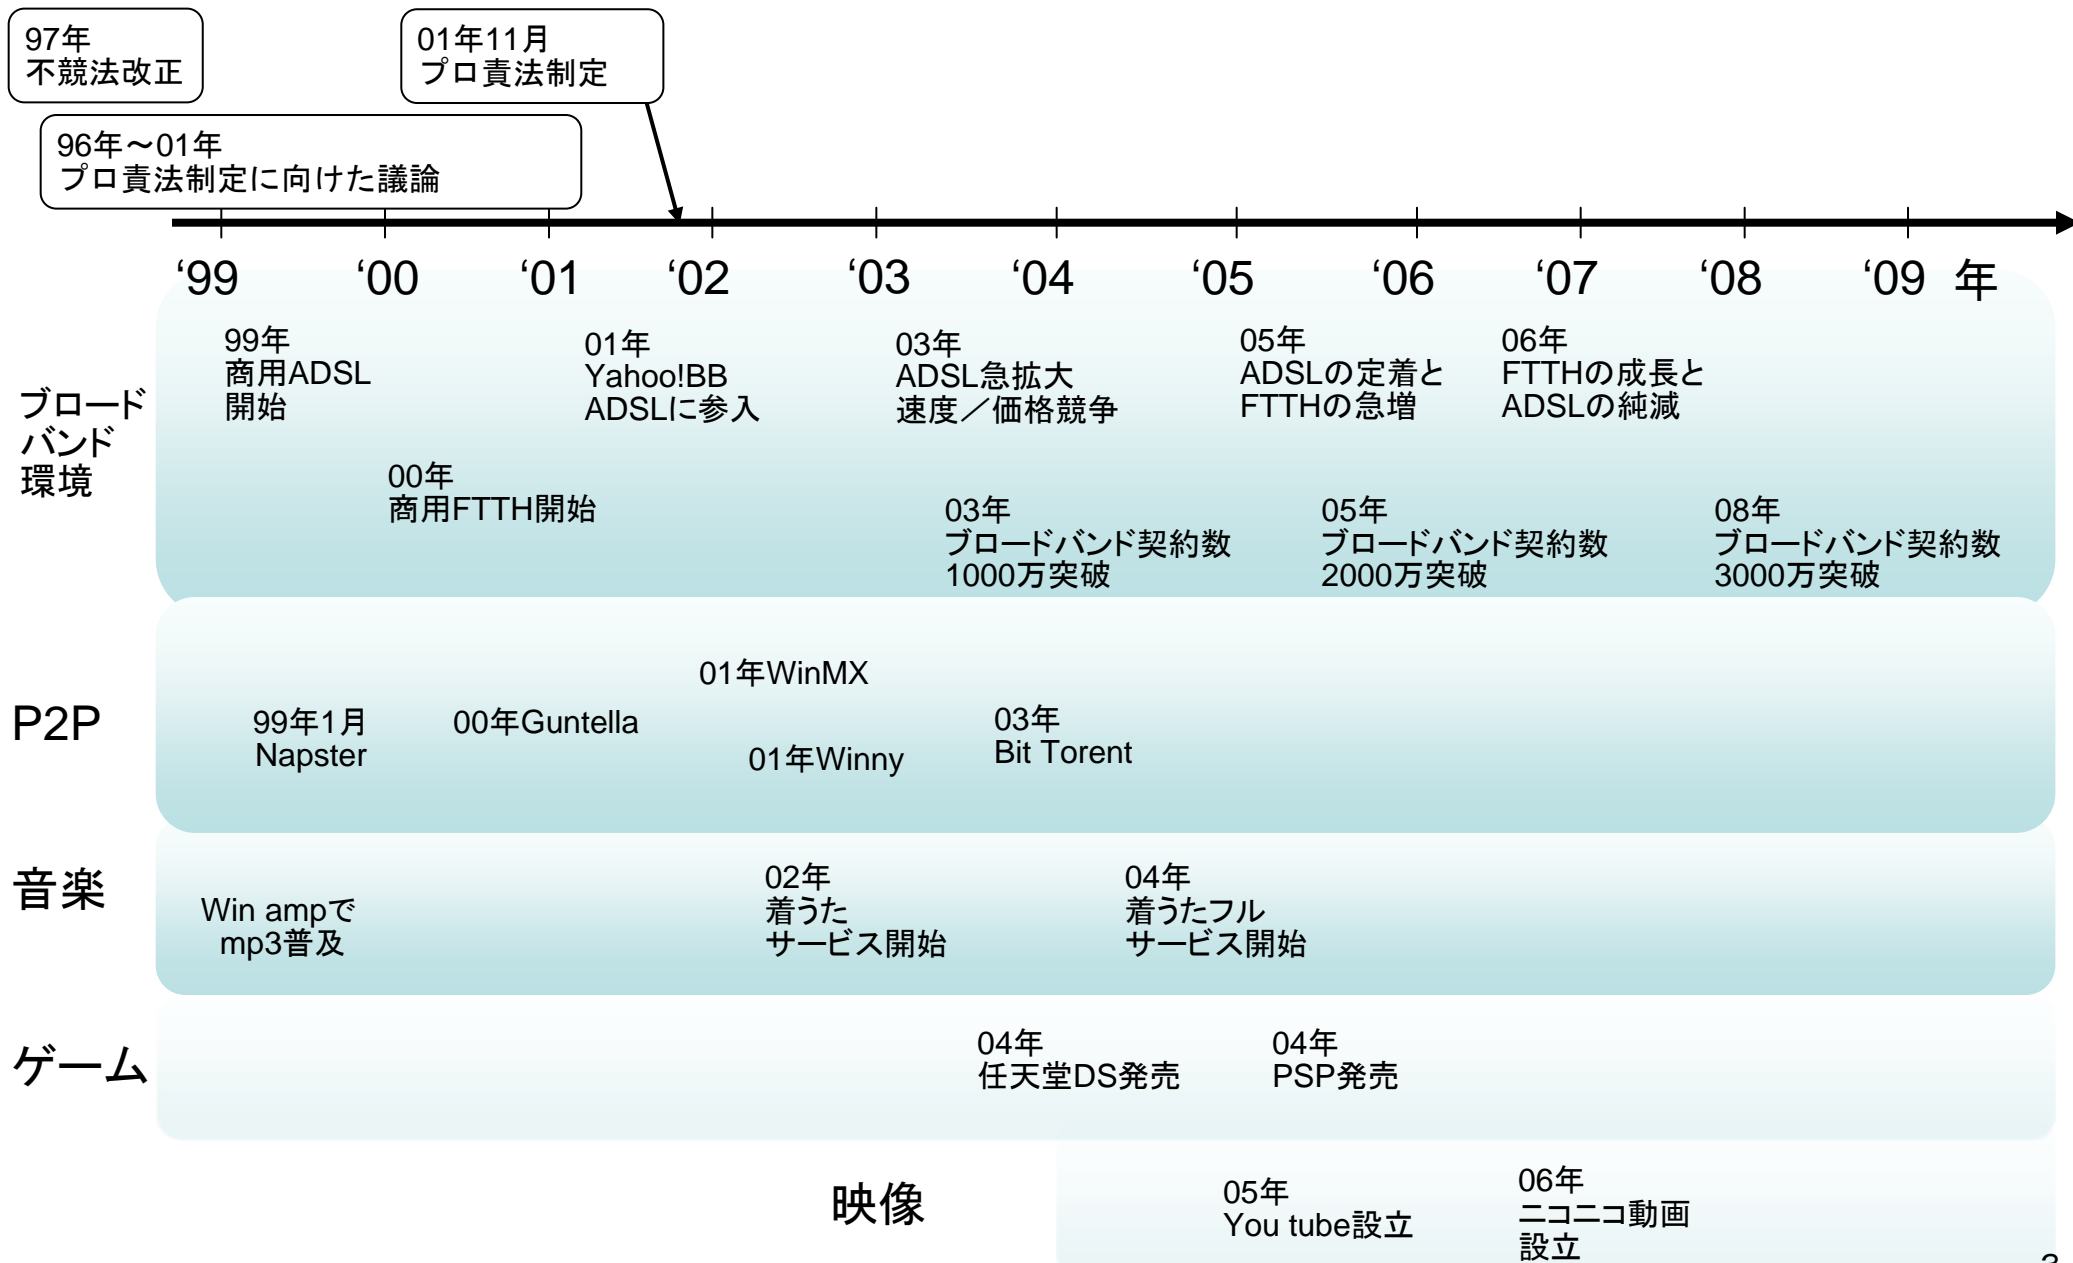 97年
不競法改正
01年11月
プロ責法制定
96年～01年
プロ責法制定に向けた議論
‘99 ‘00 ‘01 ‘02 ‘03 ‘04 ‘05 ‘06 ‘07 ‘08 ‘09 年
ブロード
バンド
環境
99年
商用ADSL
開始
01年
Yahoo!BB
ADSLに参入
03年
ADSL急拡大
速度／価格競争
05年
ADSLの定着と
FTTHの急増
06年
FTTHの成長と
ADSLの純減
00年
商用FTTH開始
03年
ブロードバンド契約数
1000万突破
05年
ブロードバンド契約数
2000万突破
08年
ブロードバンド契約数
3000万突破
P2P
99年1月
Napster
00年Guntella
01年WinMX
01年Winny
03年
Bit Torent
音楽
Win ampで
mp3普及
02年
着うた
サービス開始
04年
着うたフル
サービス開始
ゲーム
04年
任天堂DS発売
04年
PSP発売
映像
05年
You tube設立
06年
ニコニコ動画
設立